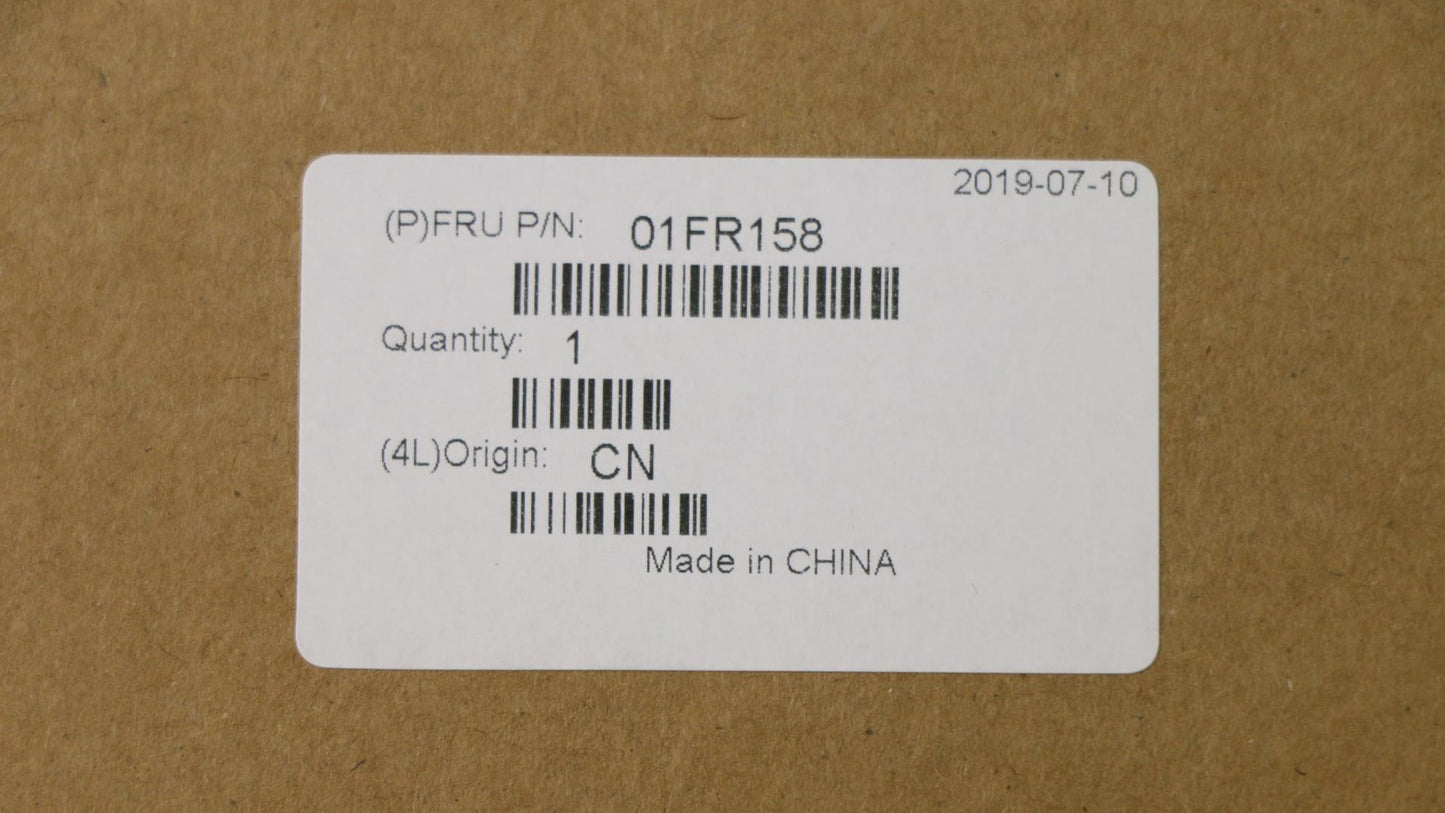 2019-07-10
(P)FRU P/N: 01FR158
Quantity: 1
(4L)Origin: CN
Made in CHINA